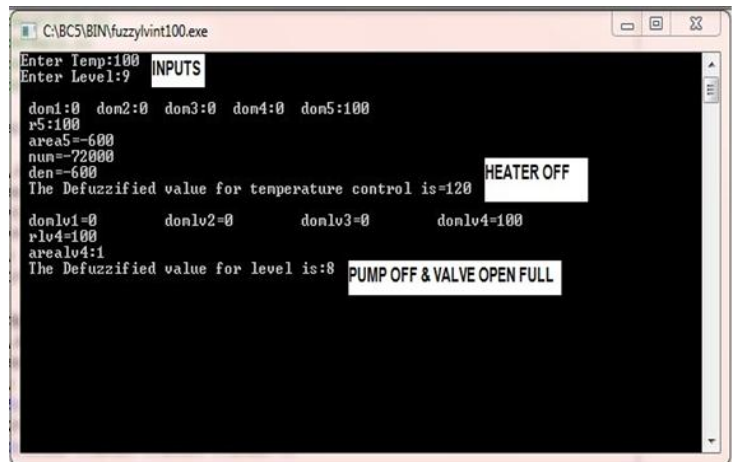 C:\BC5\BIN\fuzzylvint100.exe
Enter Temp:100
Enter Level:9
INPUTS
dom1:0 dom2:0 dom3:0 dom4:0 dom5:100
r5:100
area5=-600
num=-72000
den=-600
HEATER OFF
The Defuzzified value for temperature control is=120
domlv1=0 domlv2=0 domlv3=0 domlv4=100
rlv4=100
arealv4:1
The Defuzzified value for level is:8
PUMP OFF & VALVE OPEN FULL